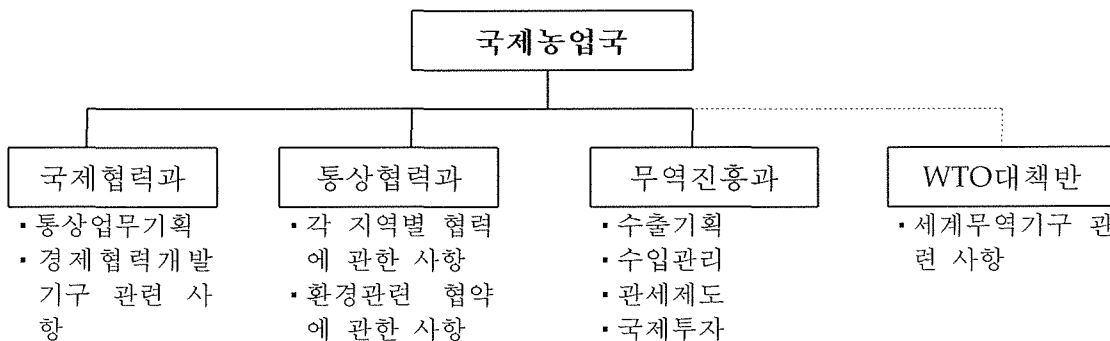 국제농업국
국제협력과
▪통상업무기획
▪경제협력개발
기구 관련 사
항
통상협력과
▪각 지역별 협력
에 관한 사항
▪환경관련 협약
에 관한 사항
무역진흥과
▪수출기획
▪수입관리
▪관세제도
▪국제투자
WTO대책반
▪세계무역기구 관
련 사항